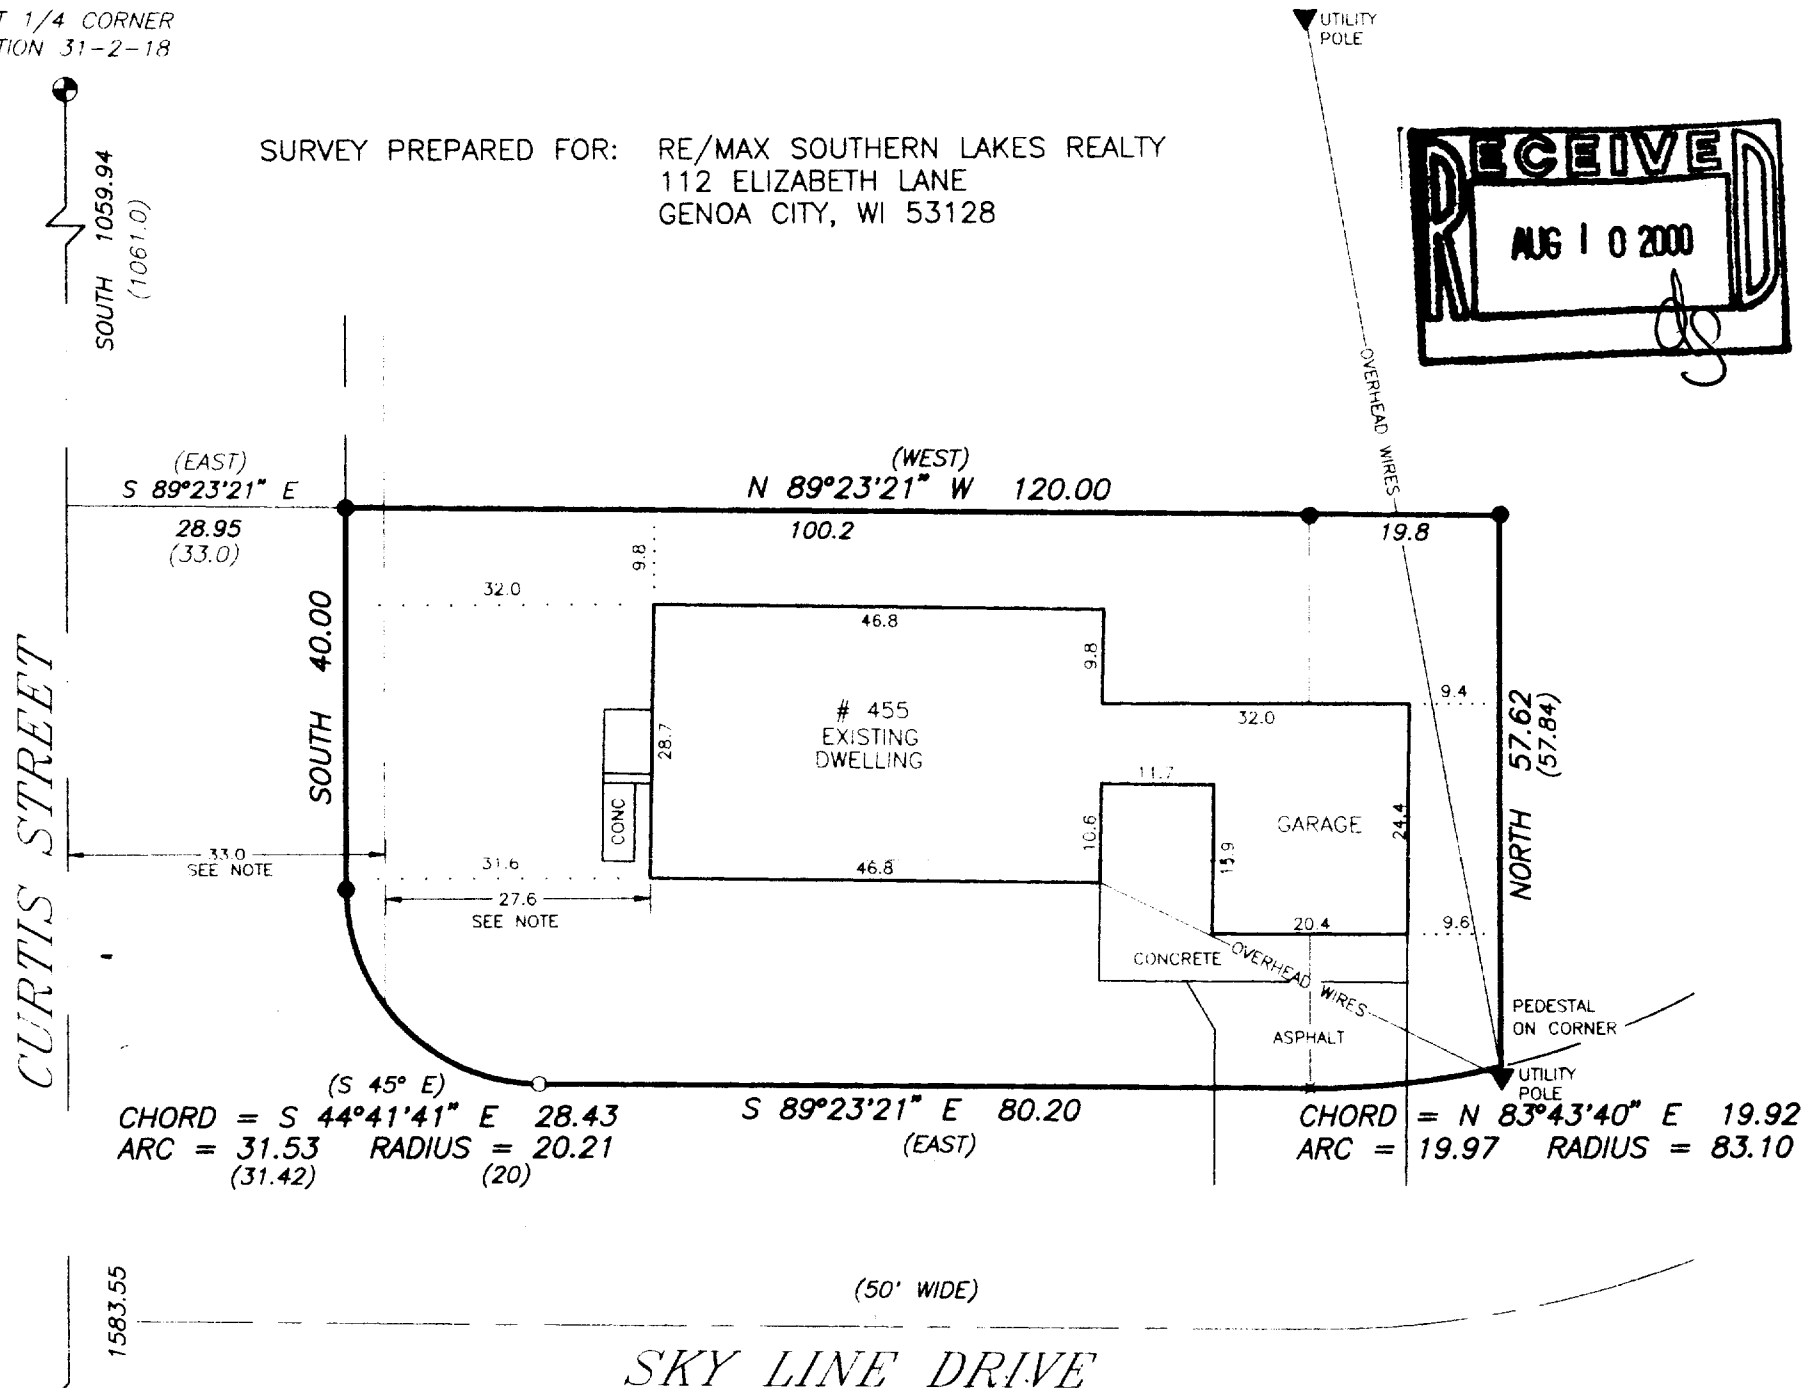 T 1/4 CORNER
TION 31-2-18
UTILITY
POLE
SOUTH 1059.94
(1061.0)
SURVEY PREPARED FOR: RE/MAX SOUTHERN LAKES REALTY
112 ELIZABETH LANE
GENOA CITY, WI 53128
RECEIVED
AUG 10 2000
ds
OVERHEAD WIRES
(EAST)
S 89°23'21" E
28.95
(33.0)
(WEST)
N 89°23'21" W 120.00
100.2
19.8
9.8
32.0
46.8
9.8
SOUTH 40.00
# 455
EXISTING
DWELLING
28.7
9.4
32.0
NORTH 57.62
(57.84)
CURTIS STREET
CONC
11.7
10.6
GARAGE
24.4
15.9
33.0
SEE NOTE
31.6
46.8
27.6
SEE NOTE
20.4
9.6
CONCRETE
OVERHEAD WIRES
ASPHALT
PEDESTAL
ON CORNER
UTILITY
POLE
(S 45° E)
CHORD = S 44°41'41" E 28.43
ARC = 31.53 RADIUS = 20.21
(31.42) (20)
S 89°23'21" E 80.20
(EAST)
CHORD = N 83°43'40" E 19.92
ARC = 19.97 RADIUS = 83.10
1583.55
(50' WIDE)
SKY LINE DRIVE